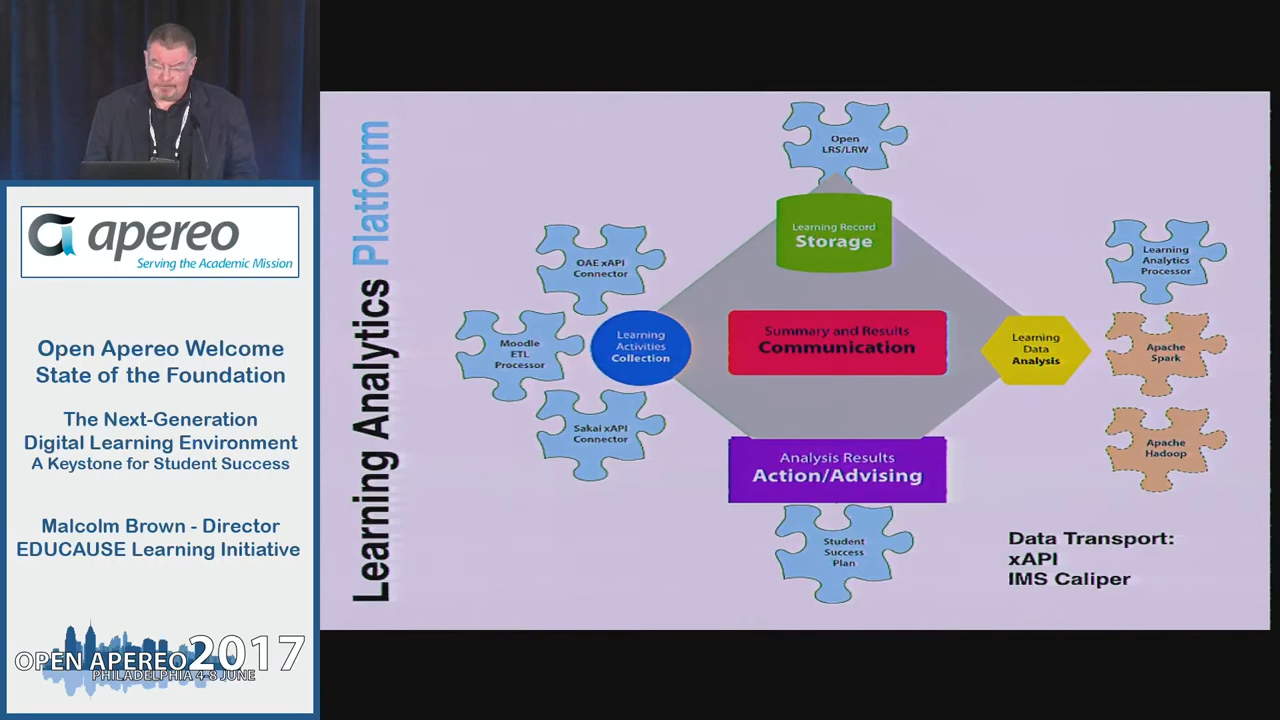 apereo
Serving the Academic Mission
Open Apereo Welcome
State of the Foundation
The Next-Generation
Digital Learning Environment
A Keystone for Student Success
Malcolm Brown - Director
EDUCAUSE Learning Initiative
OPEN APEREO 2017
PHILADELPHIA 4-8 JUNE
Learning Analytics Platform
Open
LRS/LRW
Learning Record
Storage
OAE xAPI
Connector
Moodle
ETL
Processor
Sakai xAPI
Connector
Learning
Activities
Collection
Summary and Results
Communication
Learning
Data
Analysis
Learning
Analytics
Processor
Apache
Spark
Apache
Hadoop
Analysis Results
Action/Advising
Student
Success
Plan
Data Transport:
xAPI
IMS Caliper